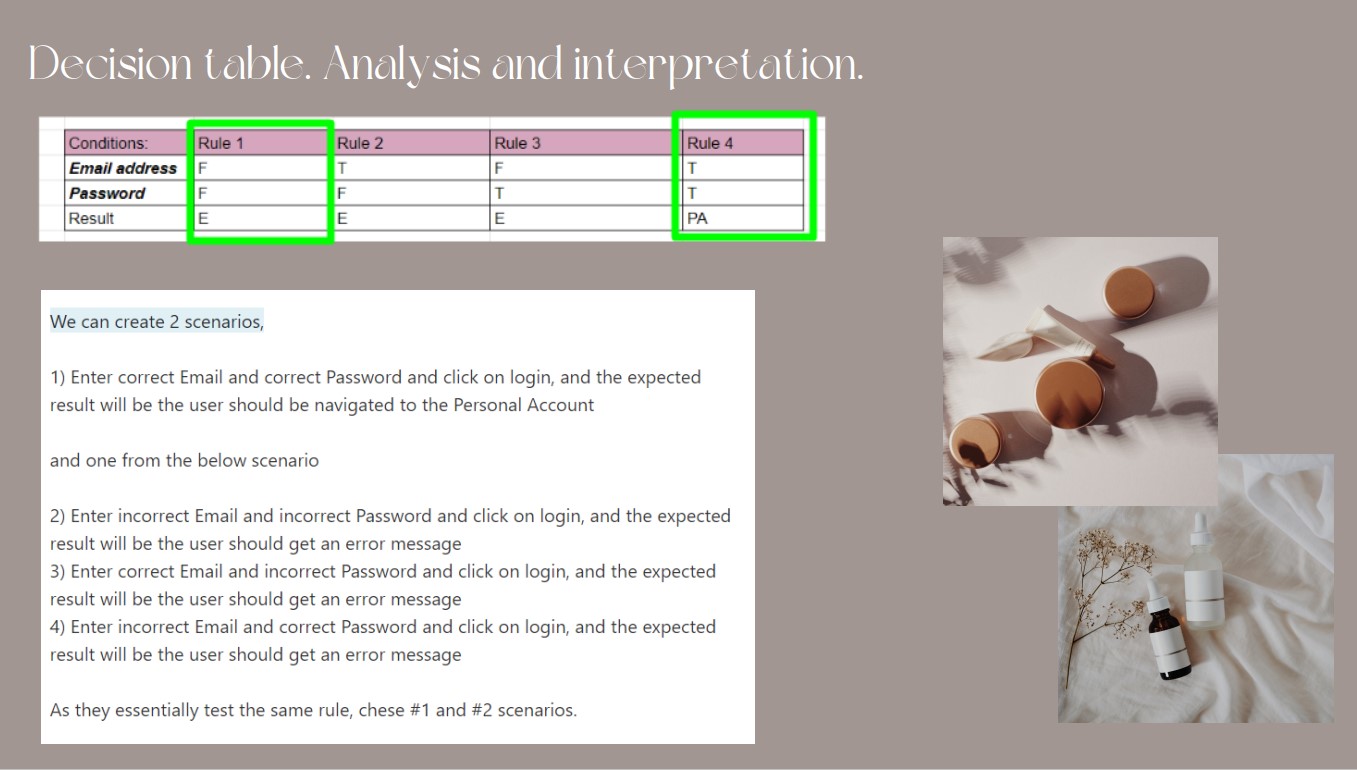 Decision table. Analysis and interpretation.
Conditions: Rule 1 Rule 2 Rule 3 Rule 4
Email address F T F T
Password F F T T
Result E E E PA
We can create 2 scenarios,
1) Enter correct Email and correct Password and click on login, and the expected
result will be the user should be navigated to the Personal Account
and one from the below scenario
2) Enter incorrect Email and incorrect Password and click on login, and the expected
result will be the user should get an error message
3) Enter correct Email and incorrect Password and click on login, and the expected
result will be the user should get an error message
4) Enter incorrect Email and correct Password and click on login, and the expected
result will be the user should get an error message
As they essentially test the same rule, chese #1 and #2 scenarios.